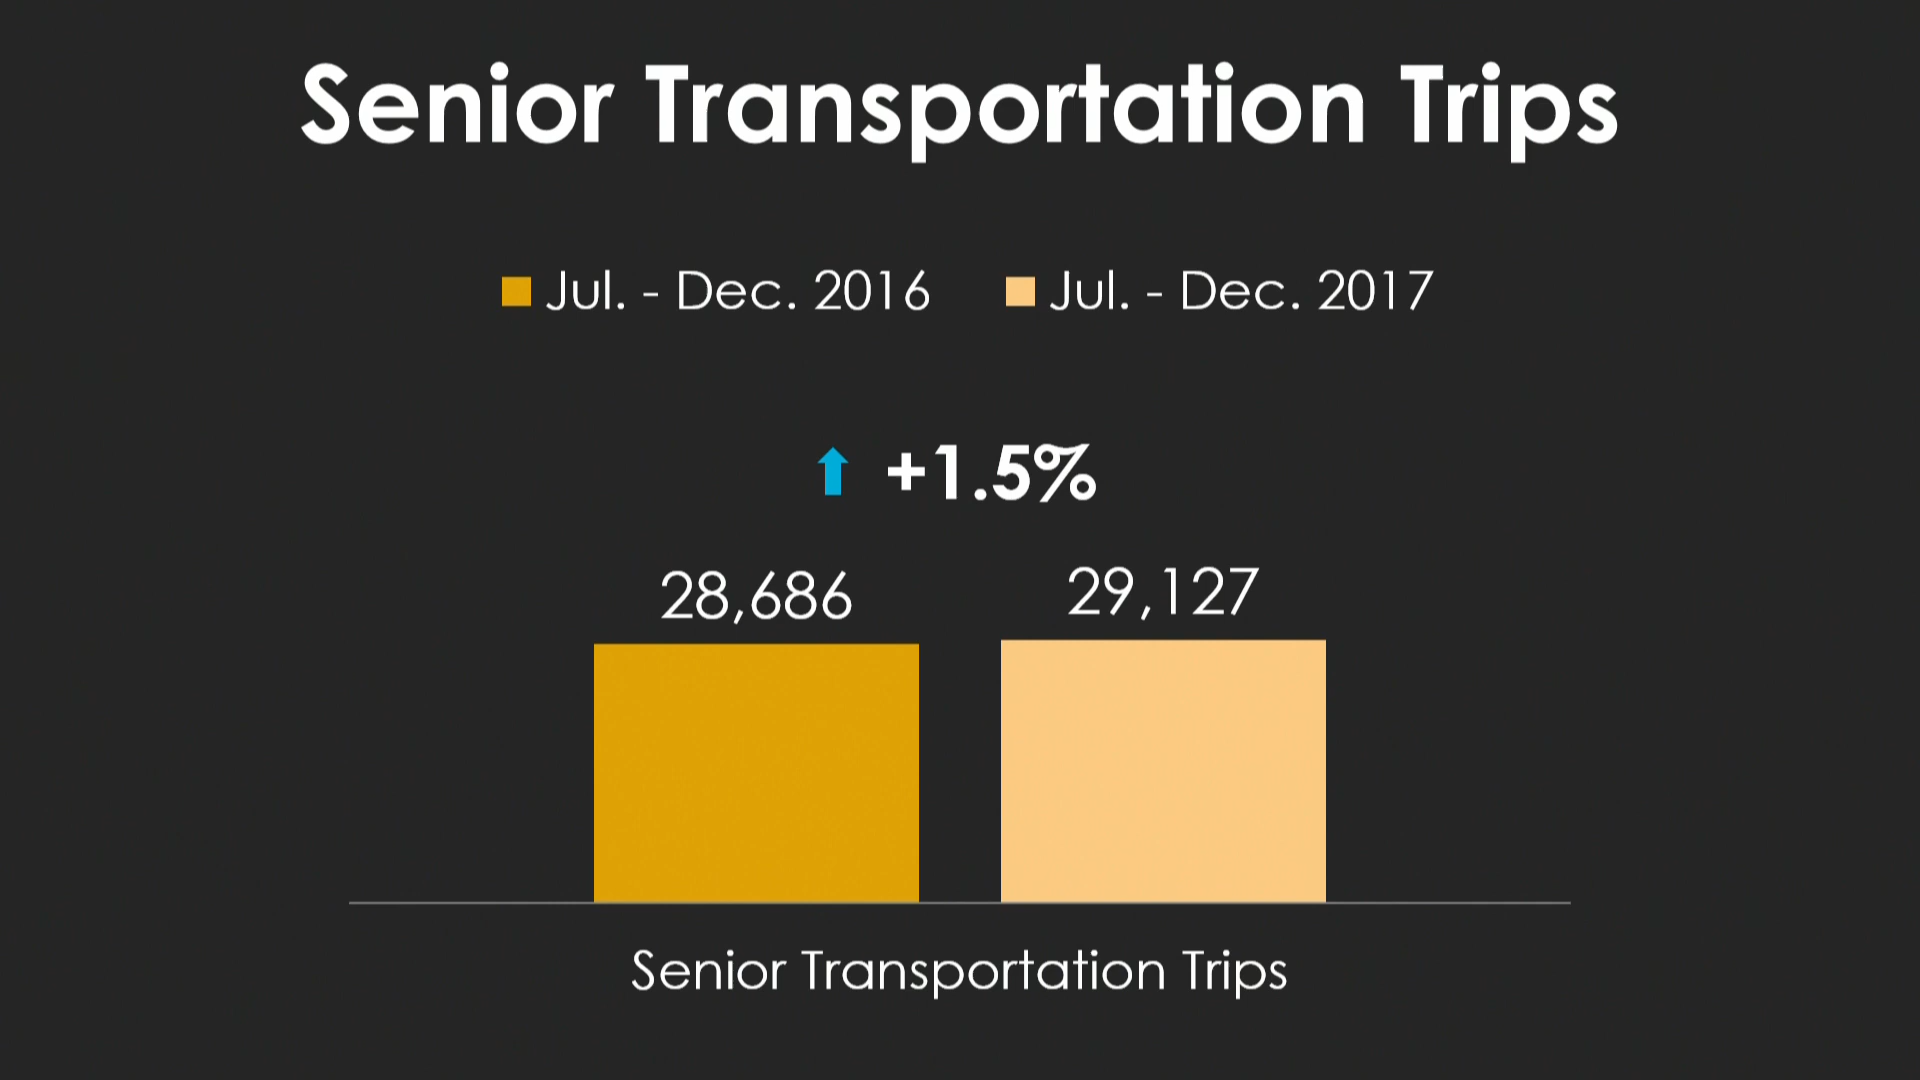 Senior Transportation Trips
Jul. - Dec. 2016 Jul. - Dec. 2017
+1.5%
28,686 29,127
Senior Transportation Trips